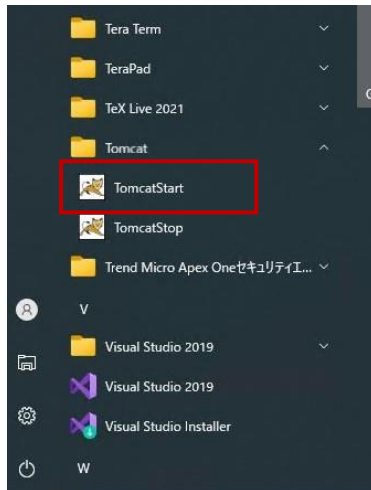 Tera Term
TeraPad
TeX Live 2021
Tomcat
TomcatStart
TomcatStop
Trend Micro Apex Oneセキュリティエ...
V
Visual Studio 2019
Visual Studio 2019
Visual Studio Installer
W